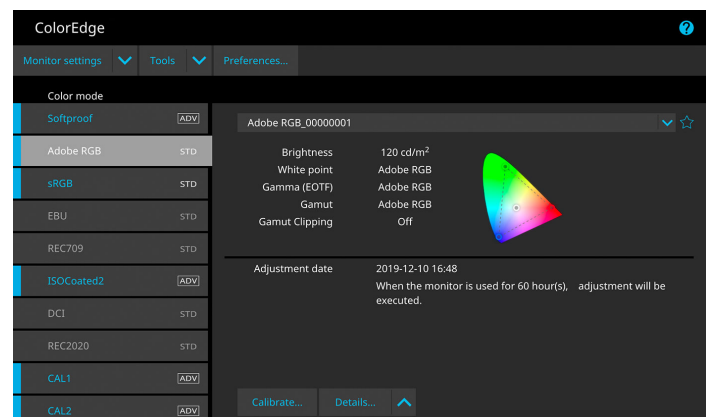 ColorEdge
?
Monitor settings Tools Preferences...
Color mode
Softproof ADV
Adobe RGB STD
sRGB STD
EBU STD
REC709 STD
ISOCoated2 ADV
DCI STD
REC2020 STD
CAL1 ADV
CAL2 ADV
Adobe RGB_00000001
Brightness 120 cd/m²
White point Adobe RGB
Gamma (EOTF) Adobe RGB
Gamut Adobe RGB
Gamut Clipping Off
Adjustment date 2019-12-10 16:48
When the monitor is used for 60 hour(s), adjustment will be
executed.
Calibrate... Details...